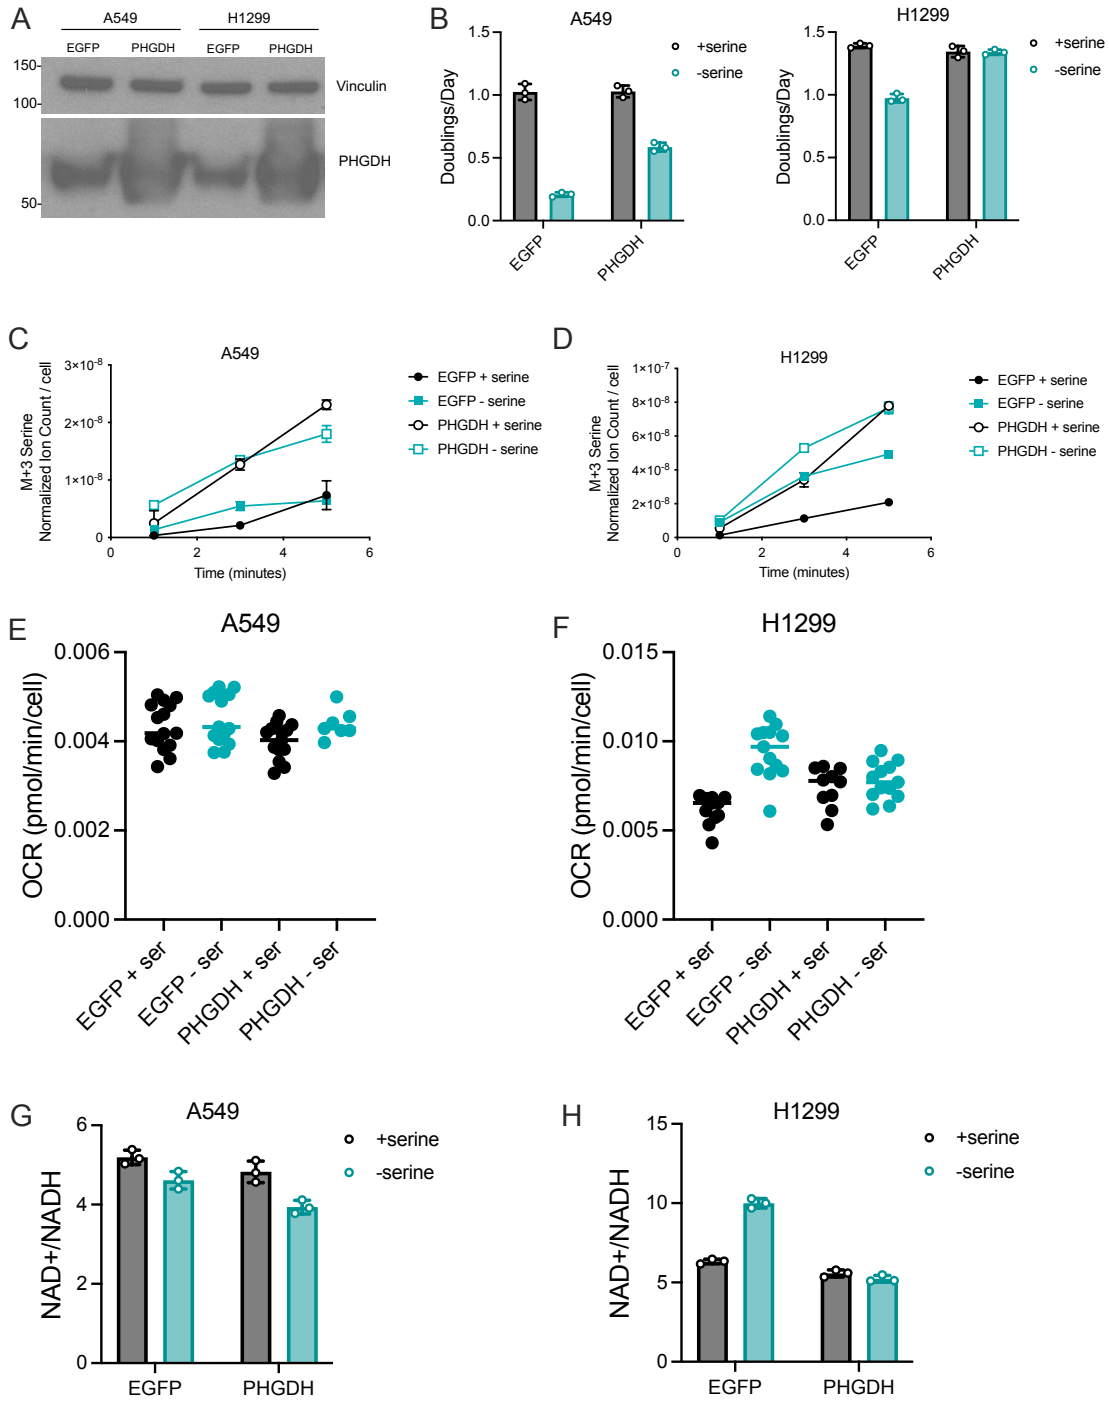 A
A549 H1299
EGFP PHGDH EGFP PHGDH
150
100
Vinculin
PHGDH
50
B
A549
Doublings/Day
1.5
1.0
0.5
0.0
EGFP
PHGDH
+serine
-serine
H1299
Doublings/Day
1.5
1.0
0.5
0.0
EGFP
PHGDH
+serine
-serine
C
A549
M+3 Serine
Normalized Ion Count / cell
3×10⁻⁸
2×10⁻⁸
1×10⁻⁸
0
0 2 4 6
Time (minutes)
EGFP + serine
EGFP - serine
PHGDH + serine
PHGDH - serine
D
H1299
M+3 Serine
Normalized Ion Count / cell
1×10⁻⁷
8×10⁻⁸
6×10⁻⁸
4×10⁻⁸
2×10⁻⁸
0
0 2 4 6
Time (minutes)
EGFP + serine
EGFP - serine
PHGDH + serine
PHGDH - serine
E
A549
OCR (pmol/min/cell)
0.006
0.004
0.002
0.000
EGFP + ser
EGFP - ser
PHGDH + ser
PHGDH - ser
F
H1299
OCR (pmol/min/cell)
0.015
0.010
0.005
0.000
EGFP + ser
EGFP - ser
PHGDH + ser
PHGDH - ser
G
A549
NAD+/NADH
6
4
2
0
EGFP PHGDH
+serine
-serine
H
H1299
NAD+/NADH
15
10
5
0
EGFP PHGDH
+serine
-serine